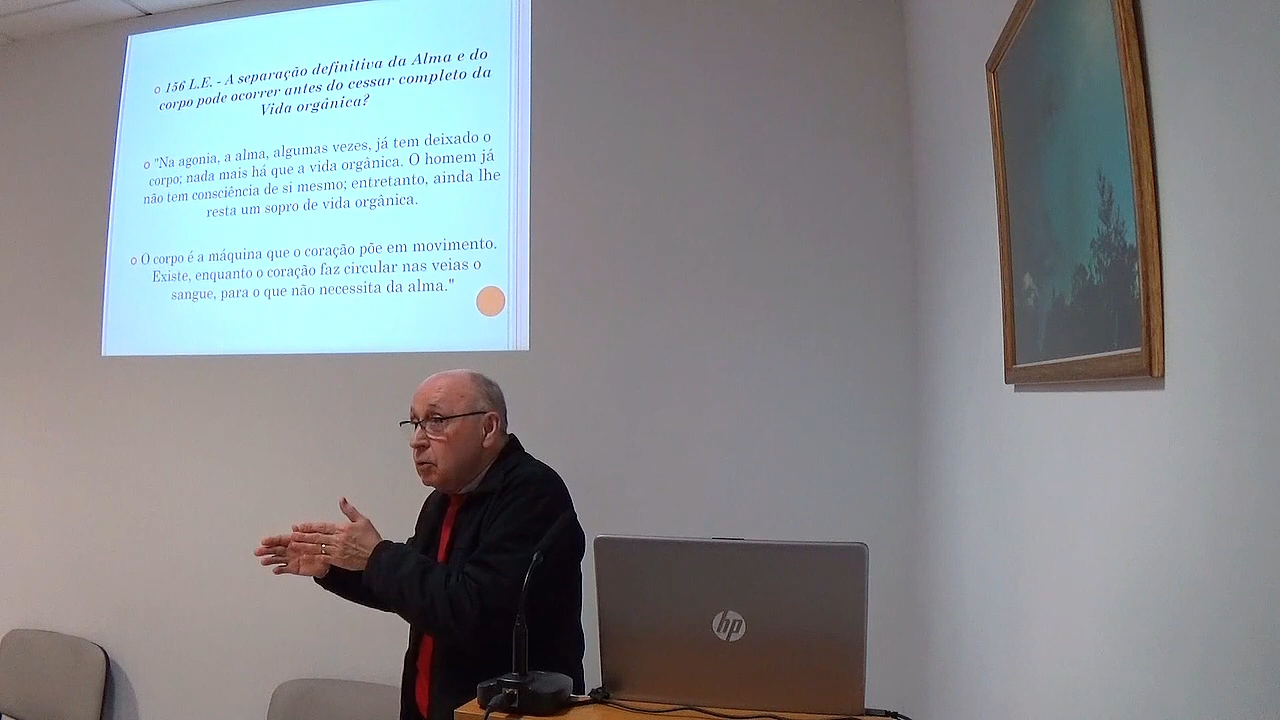 156 L.E. - A separação definitiva da Alma e do
corpo pode ocorrer antes do cessar completo da
Vida orgânica?
"Na agonia, a alma, algumas vezes, já tem deixado o
corpo; nada mais há que a vida orgânica. O homem já
não tem consciência de si mesmo; entretanto, ainda lhe
resta um sopro de vida orgânica.
O corpo é a máquina que o coração põe em movimento.
Existe, enquanto o coração faz circular nas veias o
sangue, para o que não necessita da alma."
hp